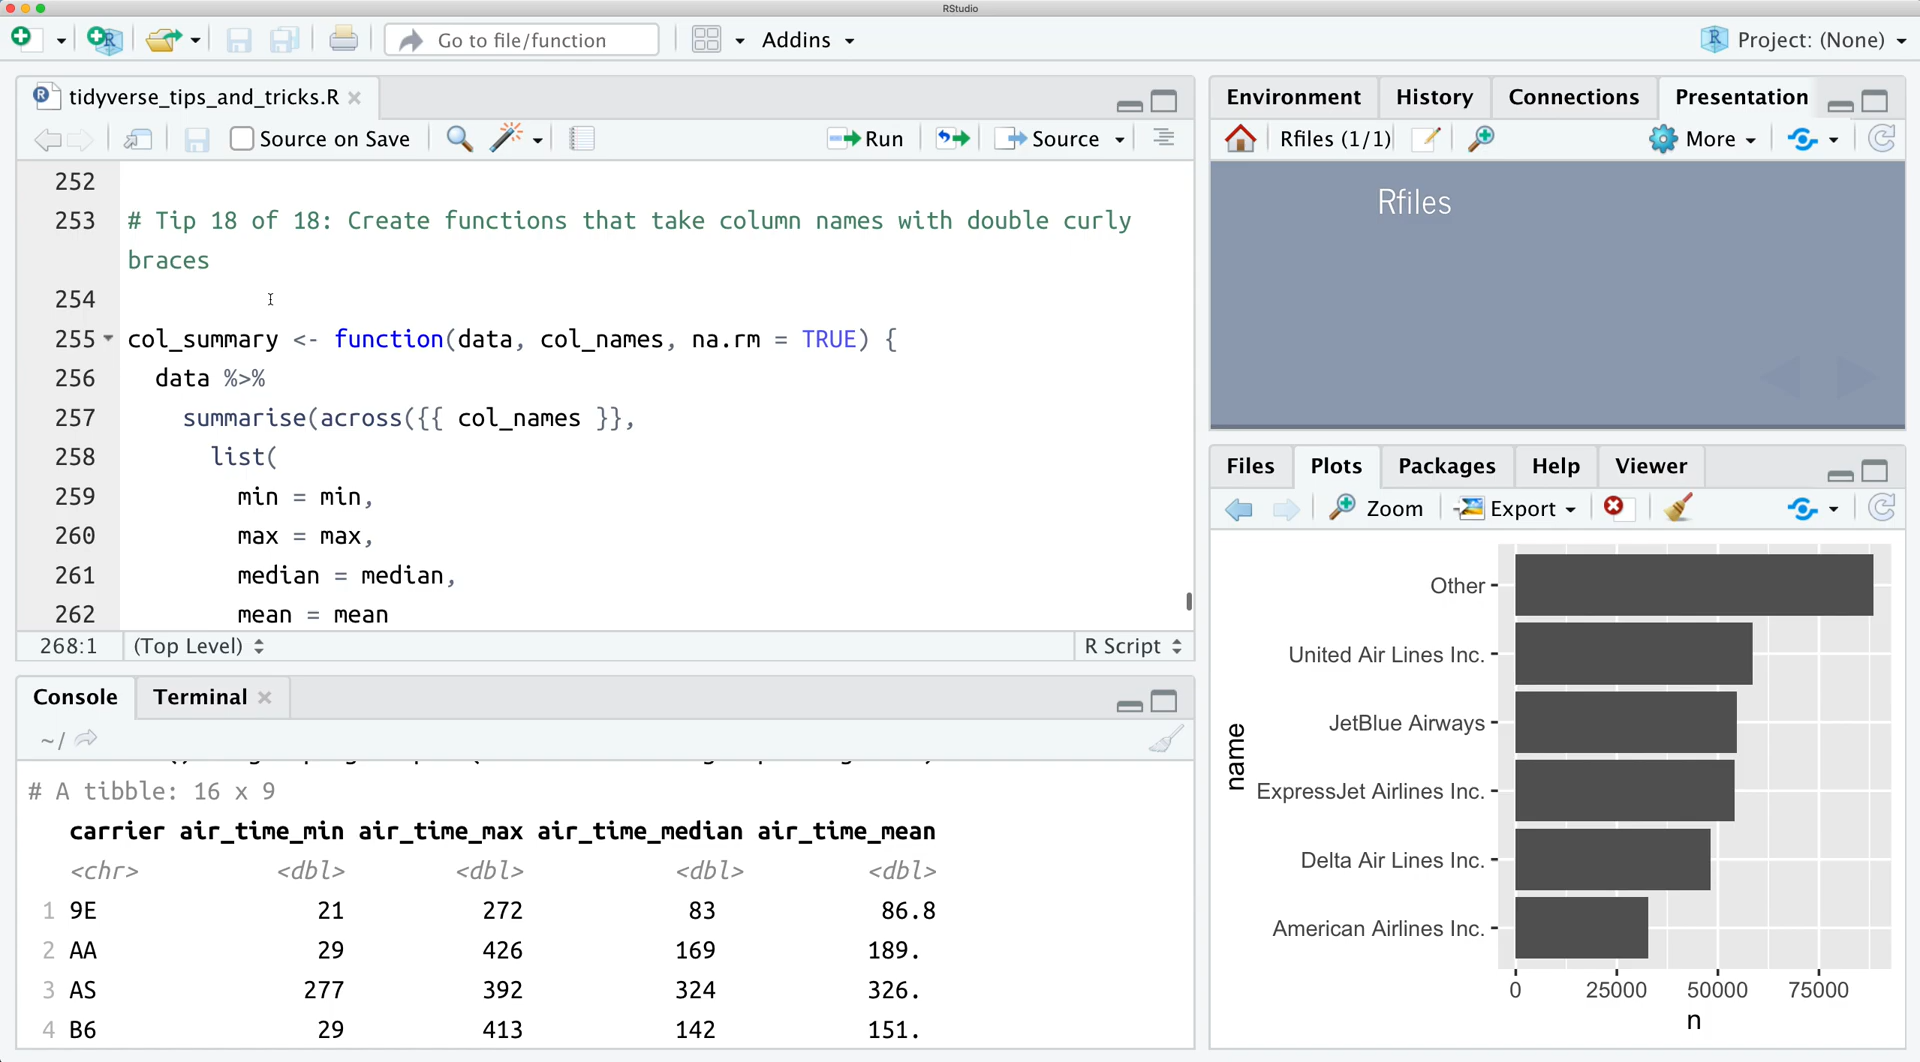 RStudio
Go to file/function
Addins
Project: (None)
tidyverse_tips_and_tricks.R
Source on Save
Run
Source
252
253 # Tip 18 of 18: Create functions that take column names with double curly
braces
254
255 col_summary <- function(data, col_names, na.rm = TRUE) {
256 data %>%
257 summarise(across({{ col_names }},
258 list(
259 min = min,
260 max = max,
261 median = median,
262 mean = mean
268:1 (Top Level) R Script
Console Terminal
~/
# A tibble: 16 x 9
carrier air_time_min air_time_max air_time_median air_time_mean
<chr> <dbl> <dbl> <dbl> <dbl>
1 9E 21 272 83 86.8
2 AA 29 426 169 189.
3 AS 277 392 324 326.
4 B6 29 413 142 151.
Environment History Connections Presentation
Rfiles (1/1) More
Rfiles
Files Plots Packages Help Viewer
Zoom Export
name
Other
United Air Lines Inc.
JetBlue Airways
ExpressJet Airlines Inc.
Delta Air Lines Inc.
American Airlines Inc.
0 25000 50000 75000
n